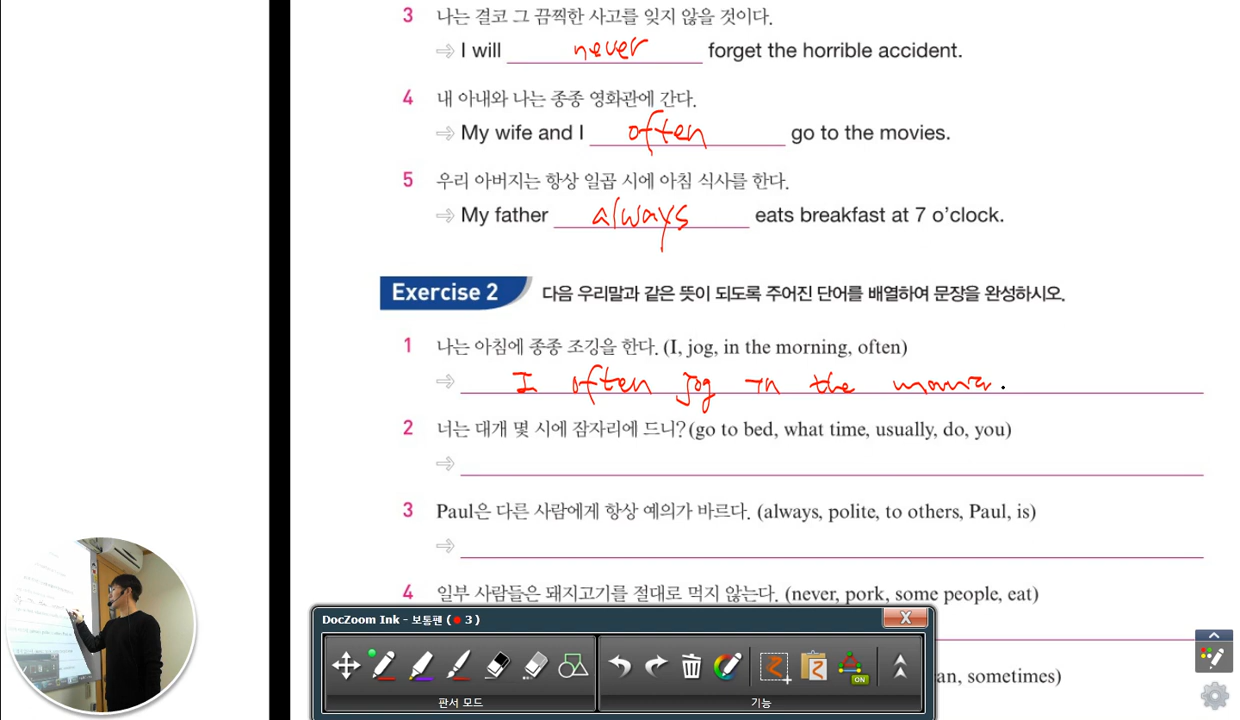 3 나는 결코 그 끔찍한 사고를 잊지 않을 것이다.
⇨ I will never forget the horrible accident.
4 내 아내와 나는 종종 영화관에 간다.
⇨ My wife and I often go to the movies.
5 우리 아버지는 항상 일곱 시에 아침 식사를 한다.
⇨ My father always eats breakfast at 7 o'clock.
Exercise 2 다음 우리말과 같은 뜻이 되도록 주어진 단어를 배열하여 문장을 완성하시오.
1 나는 아침에 종종 조깅을 한다. (I, jog, in the morning, often)
⇨ I often jog in the
2 너는 대개 몇 시에 잠자리에 드니? (go to bed, what time, usually, do, you)
⇨
3 Paul은 다른 사람에게 항상 예의가 바르다. (always, polite, to others, Paul, is)
⇨
4 일부 사람들은 돼지고기를 절대로 먹지 않는다. (never, pork, some people, eat)
an, sometimes)
DocZoom Ink - 보통펜 ( 3 )
ON
판서 모드 기능